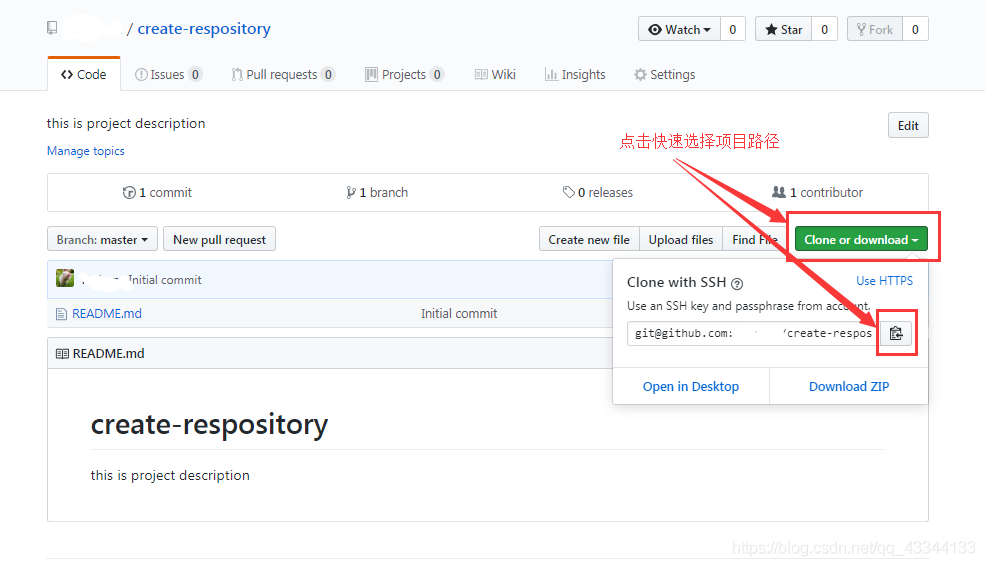 / create-respository
Watch 0 Star 0 Fork 0
Code Issues 0 Pull requests 0 Projects 0 Wiki Insights Settings
this is project description
Edit
点击快速选择项目路径
Manage topics
1 commit 1 branch 0 releases 1 contributor
Branch: master New pull request Create new file Upload files Find File Clone or download
Initial commit
README.md Initial commit
Clone with SSH ? Use HTTPS
Use an SSH key and passphrase from account.
git@github.com: /create-respos
Open in Desktop Download ZIP
README.md
create-respository
this is project description
https://blog.csdn.net/qq_43344133